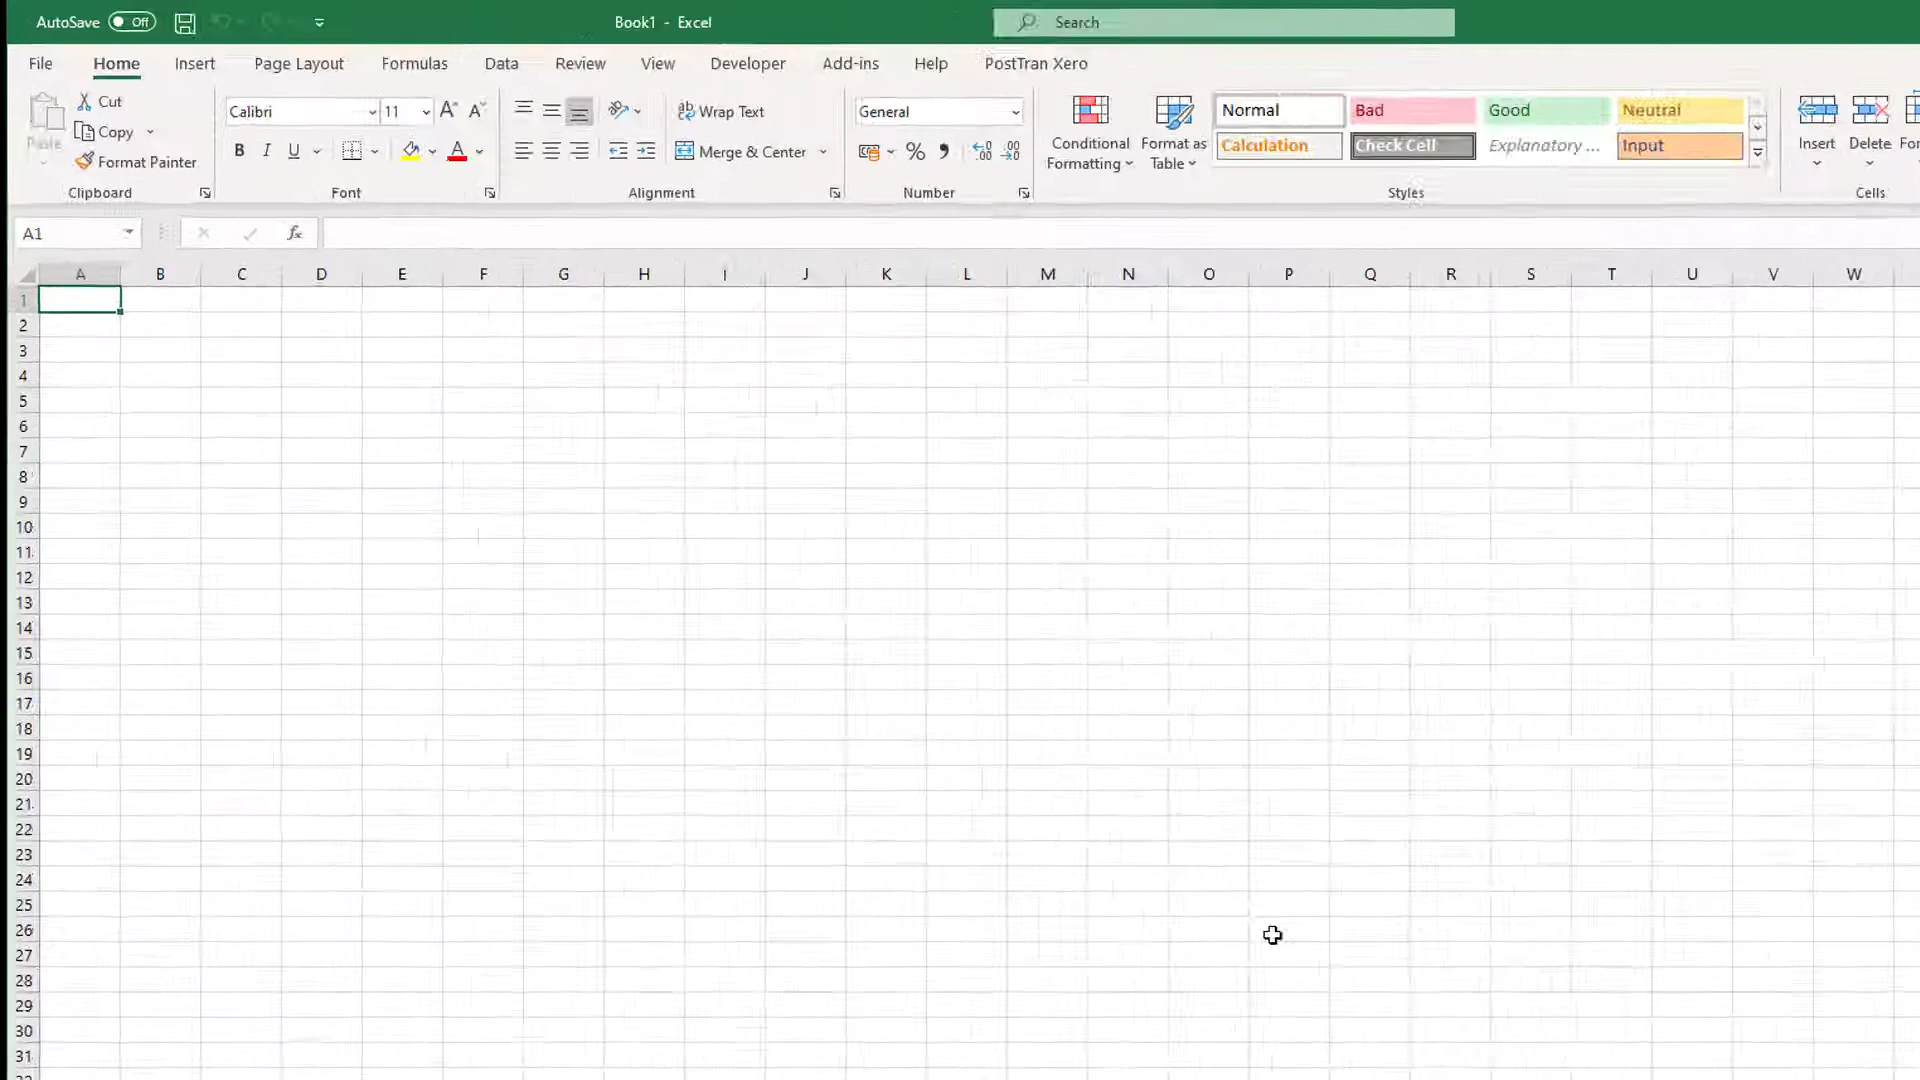 AutoSave Off Book1 - Excel Search
File Home Insert Page Layout Formulas Data Review View Developer Add-ins Help PostTran Xero
Paste
Cut
Copy
Format Painter
Clipboard
Calibri 11
B I U
Font
Wrap Text
Merge & Center
Alignment
General
Number
Conditional Formatting
Format as Table
Normal Bad Good Neutral
Calculation Check Cell Explanatory ... Input
Styles
Insert Delete
Cells
A1
fx
A B C D E F G H I J K L M N O P Q R S T U V W
1
2
3
4
5
6
7
8
9
10
11
12
13
14
15
16
17
18
19
20
21
22
23
24
25
26
27
28
29
30
31